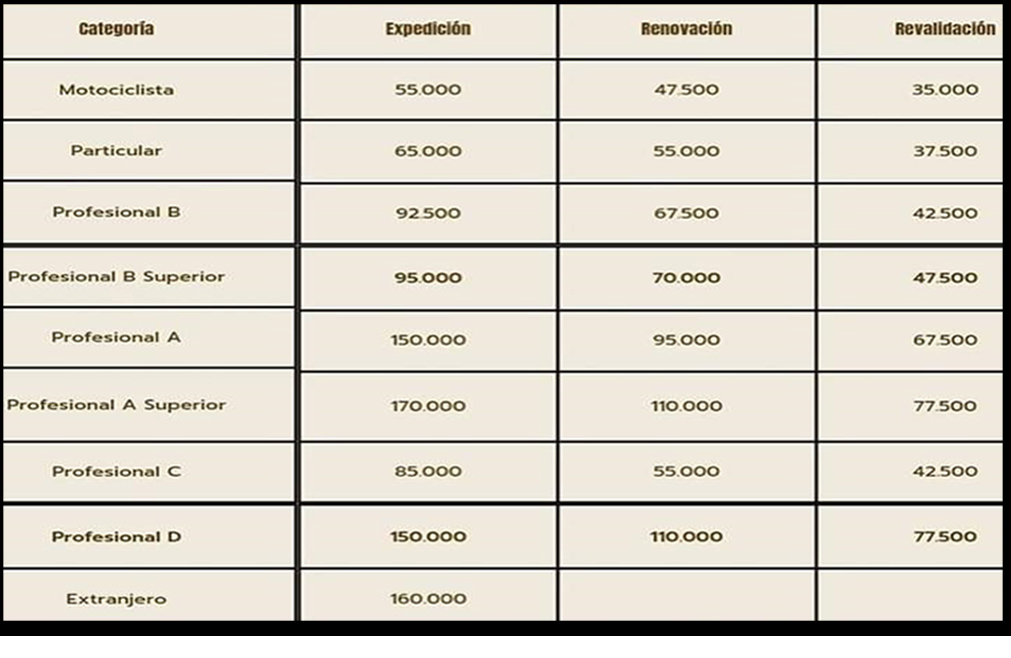 Categoría Expedición Renovación Revalidación
Motociclista 55.000 47.500 35.000
Particular 65.000 55.000 37.500
Profesional B 92.500 67.500 42.500
Profesional B Superior 95.000 70.000 47.500
Profesional A 150.000 95.000 67.500
Profesional A Superior 170.000 110.000 77.500
Profesional C 85.000 55.000 42.500
Profesional D 150.000 110.000 77.500
Extranjero 160.000